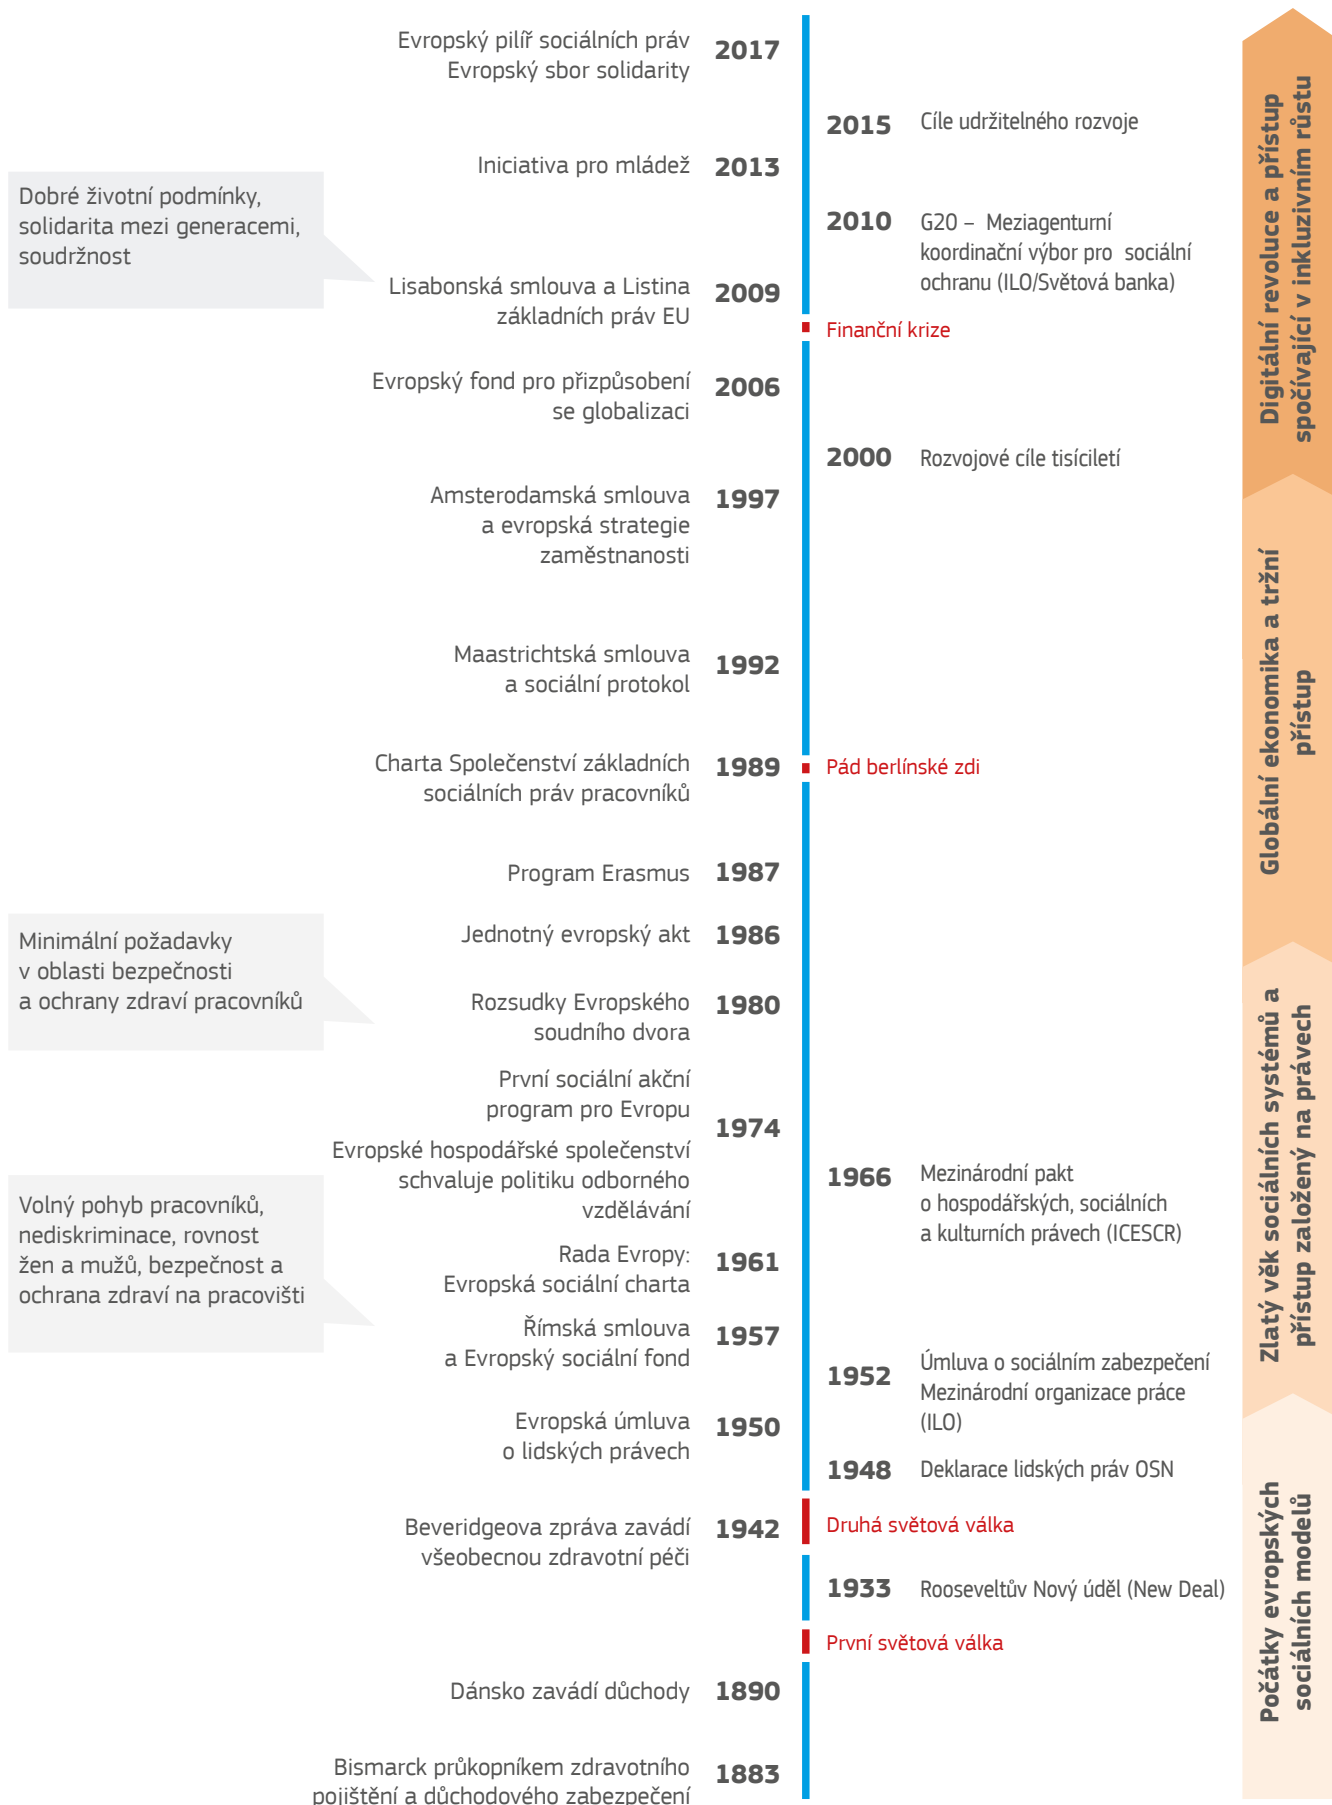 Evropský pilíř sociálních práv
Evropský sbor solidarity
2017
2015
Cíle udržitelného rozvoje
Iniciativa pro mládež
2013
Dobré životní podmínky,
solidarita mezi generacemi,
soudržnost
2010
G20 – Meziagenturní
koordinační výbor pro sociální
ochranu (ILO/Světová banka)
Lisabonská smlouva a Listina
základních práv EU
2009
Finanční krize
Evropský fond pro přizpůsobení
se globalizaci
2006
2000
Rozvojové cíle tisíciletí
Amsterodamská smlouva
a evropská strategie
zaměstnanosti
1997
Maastrichtská smlouva
a sociální protokol
1992
Charta Společenství základních
sociálních práv pracovníků
1989
Pád berlínské zdi
Program Erasmus
1987
Jednotný evropský akt
1986
Minimální požadavky
v oblasti bezpečnosti
a ochrany zdraví pracovníků
Rozsudky Evropského
soudního dvora
1980
První sociální akční
program pro Evropu
1974
Evropské hospodářské společenství
schvaluje politiku odborného
vzdělávání
1966
Mezinárodní pakt
o hospodářských, sociálních
a kulturních právech (ICESCR)
Volný pohyb pracovníků,
nediskriminace, rovnost
žen a mužů, bezpečnost a
ochrana zdraví na pracovišti
Rada Evropy:
Evropská sociální charta
1961
Římská smlouva
a Evropský sociální fond
1957
1952
Úmluva o sociálním zabezpečení
Mezinárodní organizace práce
(ILO)
Evropská úmluva
o lidských právech
1950
1948
Deklarace lidských práv OSN
Beveridgeova zpráva zavádí
všeobecnou zdravotní péči
1942
Druhá světová válka
1933
Rooseveltův Nový úděl (New Deal)
První světová válka
Dánsko zavádí důchody
1890
Bismarck průkopníkem zdravotního
pojištění a důchodového zabezpečení
1883
Digitální revoluce a přístup
spočívající v inkluzivním růstu
Globální ekonomika a tržní
přístup
Zlatý věk sociálních systémů a
přístup založený na právech
Počátky evropských
sociálních modelů